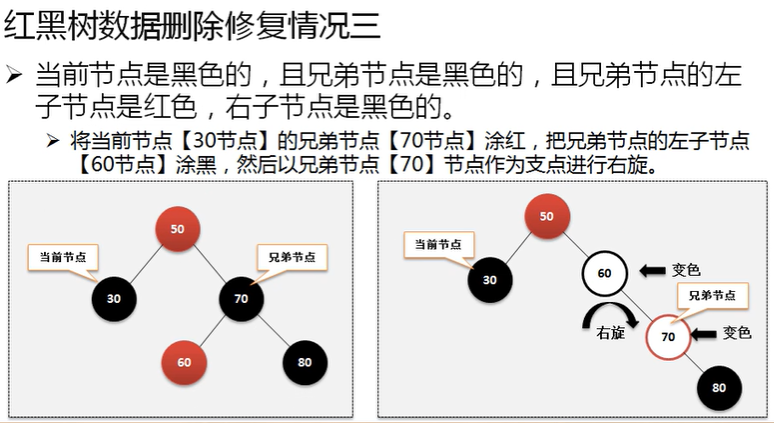 红黑树数据删除修复情况三
当前节点是黑色的，且兄弟节点是黑色的，且兄弟节点的左
子节点是红色，右子节点是黑色的。
将当前节点【30节点】的兄弟节点【70节点】涂红，把兄弟节点的左子节点
【60节点】涂黑，然后以兄弟节点【70】节点作为支点进行右旋。
50
当前节点
兄弟节点
30
70
60
80
50
当前节点
30
60
变色
兄弟节点
右旋
70
变色
80